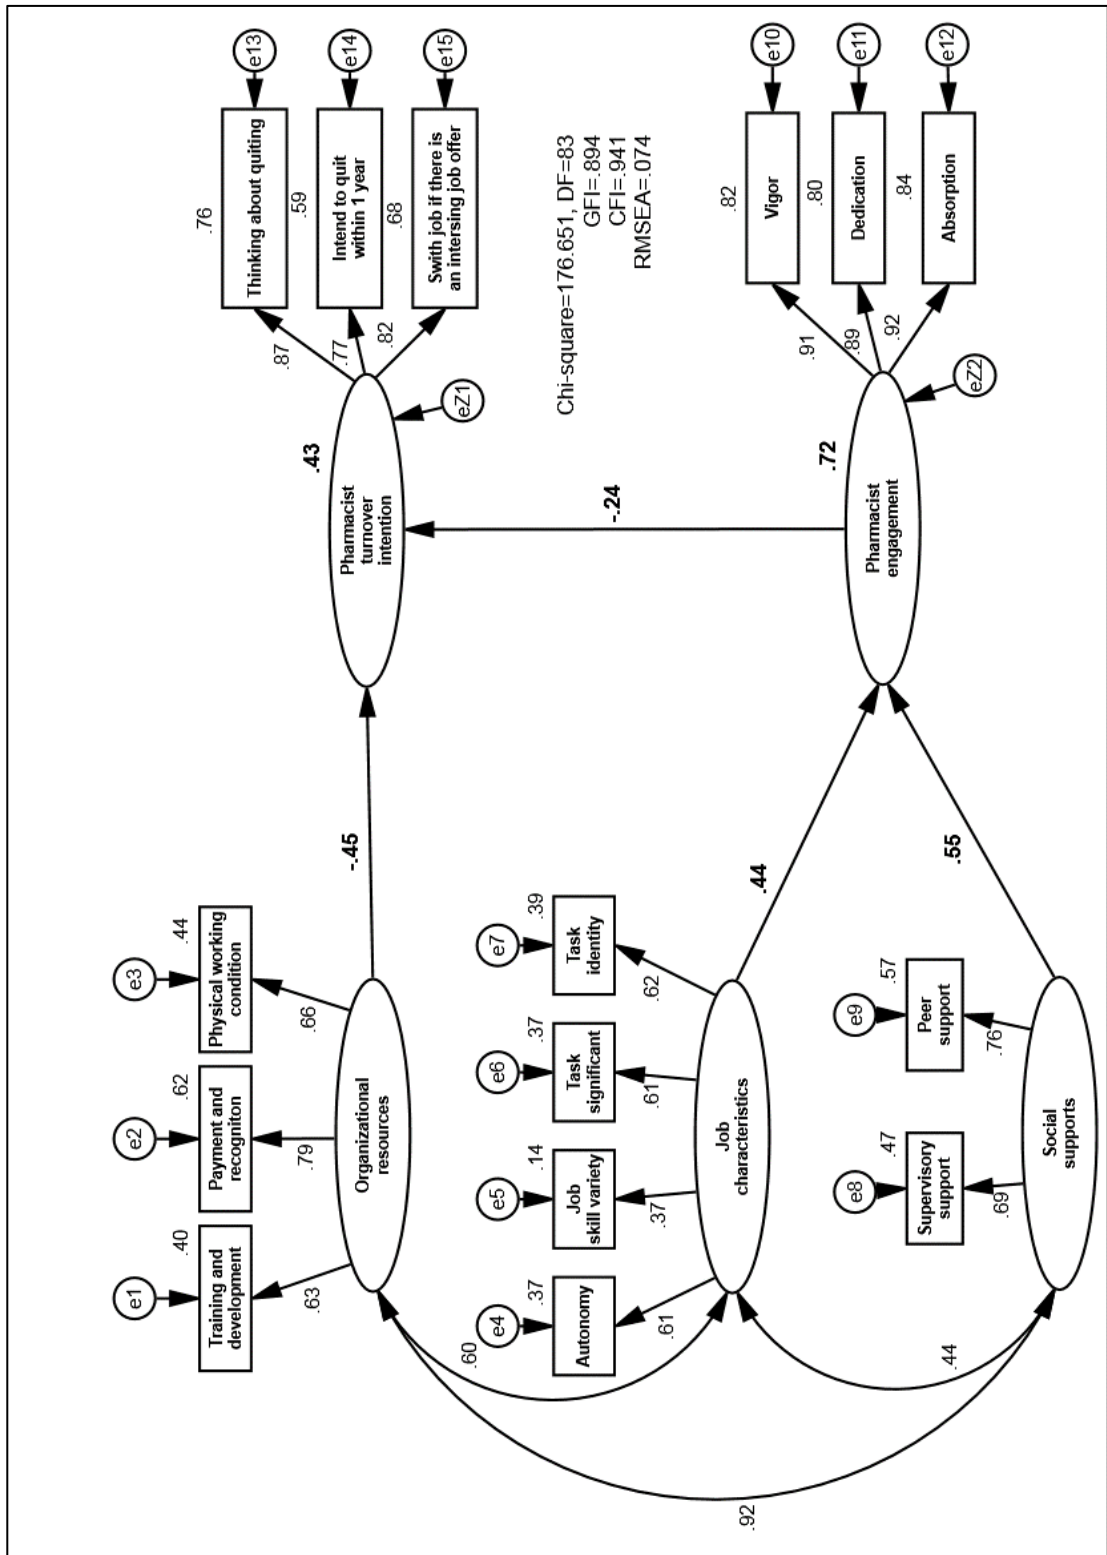 e1
e2
e3
.40
.62
.44
Training and
development
Payment and
recogniton
Physical working
condition
.63
.79
.66
Organizational
resources
-.45
e4
e5
e6
e7
.37
.14
.37
.39
Autonomy
Job
skill variety
Task
significant
Task
identity
.61
.37
.61
.62
Job
characteristics
.44
e8
e9
.47
.57
Supervisory
support
Peer
support
.69
.76
Social
supports
.55
.60
.44
.92
Pharmacist
turnover
intention
.43
eZ1
.87
.77
.82
.76
Thinking about quiting
.59
Intend to quit
within 1 year
.68
Swith job if there is
an intersing job offer
e13
e14
e15
-.24
Chi-square=176.651, DF=83
GFI=.894
CFI=.941
RMSEA=.074
Pharmacist
engagement
.72
eZ2
.91
.89
.92
.82
Vigor
.80
Dedication
.84
Absorption
e10
e11
e12